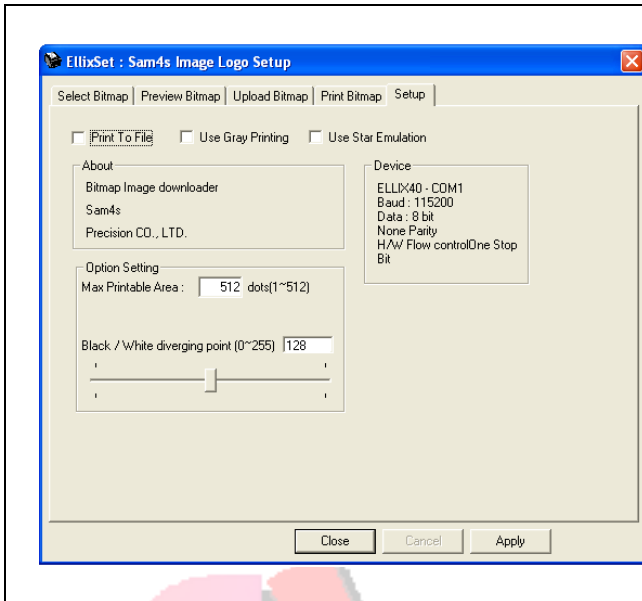 EllixSet : Sam4s Image Logo Setup
Select Bitmap Preview Bitmap Upload Bitmap Print Bitmap Setup
Print To File Use Gray Printing Use Star Emulation
About
Bitmap Image downloader
Sam4s
Precision CO., LTD.
Device
ELLIX40 - COM1
Baud : 115200
Data : 8 bit
None Parity
H/W Flow controlOne Stop
Bit
Option Setting
Max Printable Area : 512 dots(1~512)
Black / White diverging point (0~255) 128
Close Cancel Apply